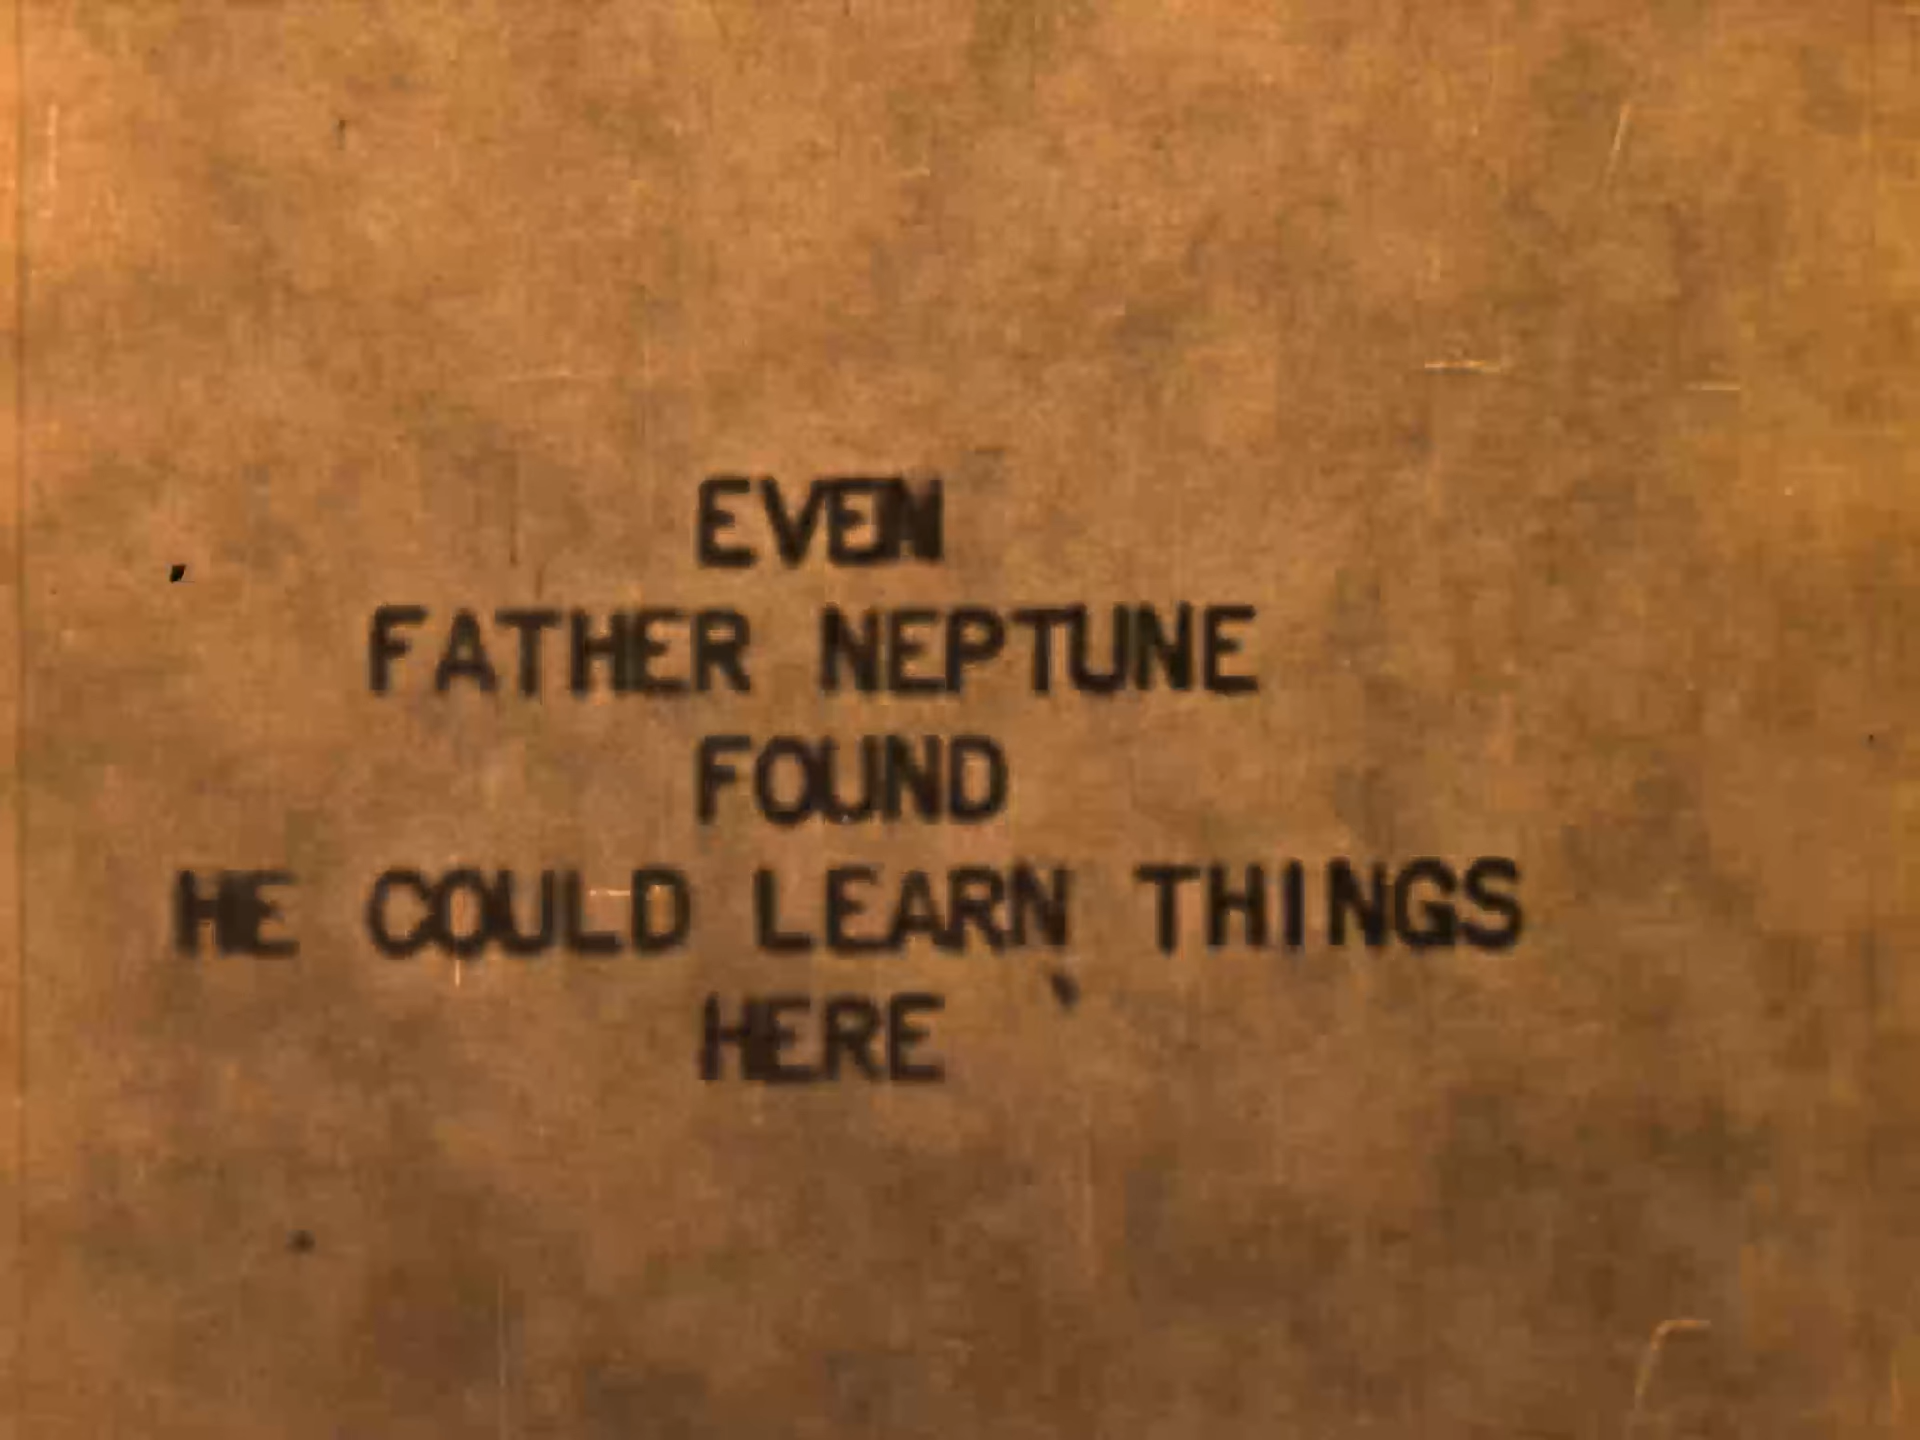 EVEN
FATHER NEPTUNE
FOUND
HE COULD LEARN THINGS
HERE